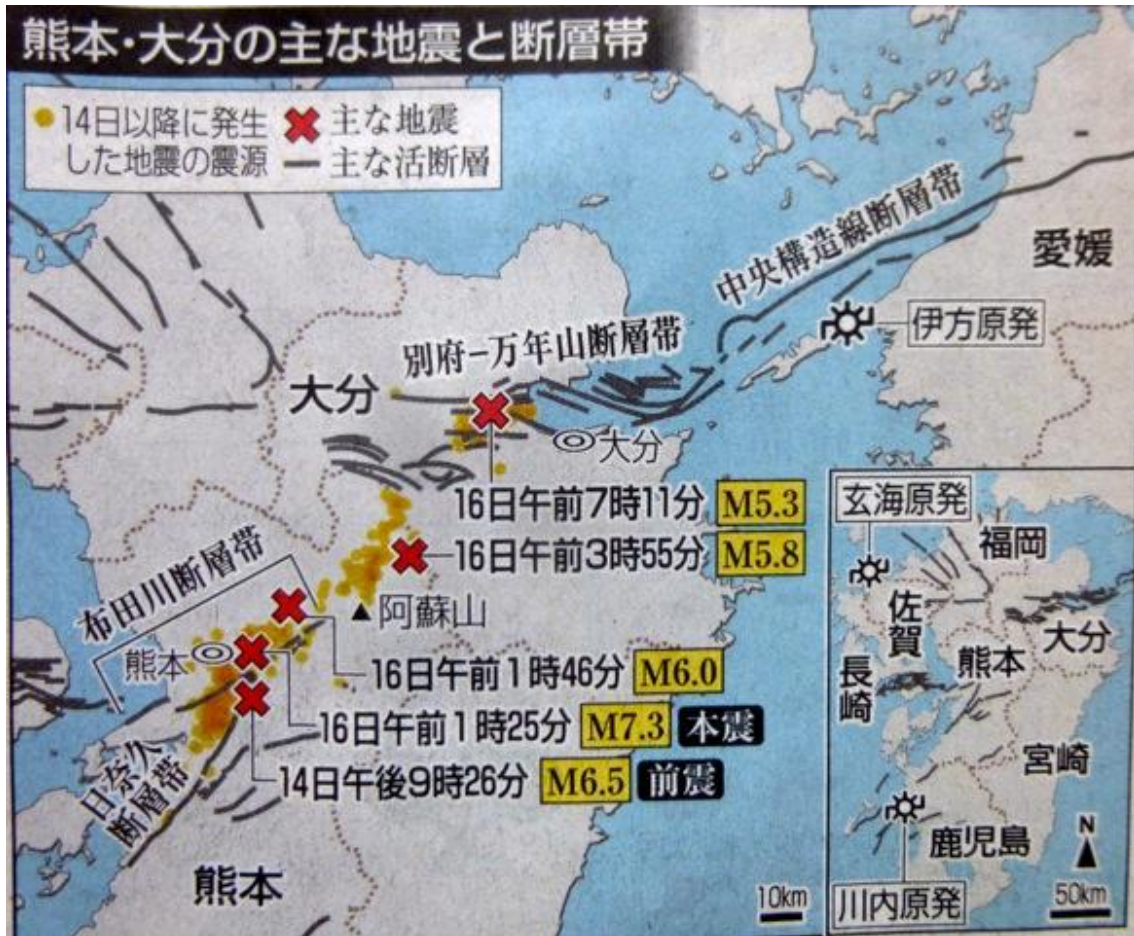 熊本・大分の主な地震と断層帯
14日以降に発生
した地震の震源
主な地震
主な活断層
中央構造線断層帯
愛媛
伊方原発
別府−万年山断層帯
大分
大分
16日午前7時11分 M5.3
16日午前3時55分 M5.8
布田川断層帯
阿蘇山
熊本
16日午前1時46分 M6.0
16日午前1時25分 M7.3 本震
14日午後9時26分 M6.5 前震
日奈久
断層帯
熊本
10km
玄海原発
福岡
佐賀
大分
長崎
熊本
宮崎
鹿児島
川内原発
N
50km